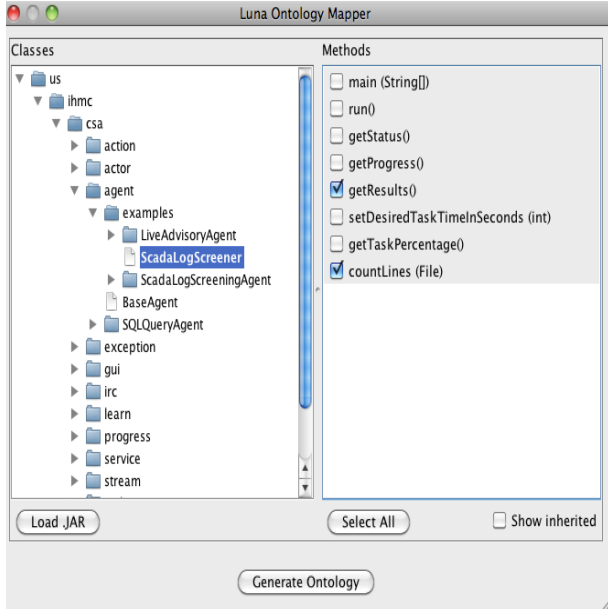 Luna Ontology Mapper
Classes
us
ihmc
csa
action
actor
agent
examples
LiveAdvisoryAgent
ScadaLogScreener
ScadaLogScreeningAgent
BaseAgent
SQLQueryAgent
exception
gui
irc
learn
progress
service
stream
Load .JAR
Methods
main (String[])
run()
getStatus()
getProgress()
getResults()
setDesiredTaskTimeInSeconds (int)
getTaskPercentage()
countLines (File)
Select All
Show inherited
Generate Ontology